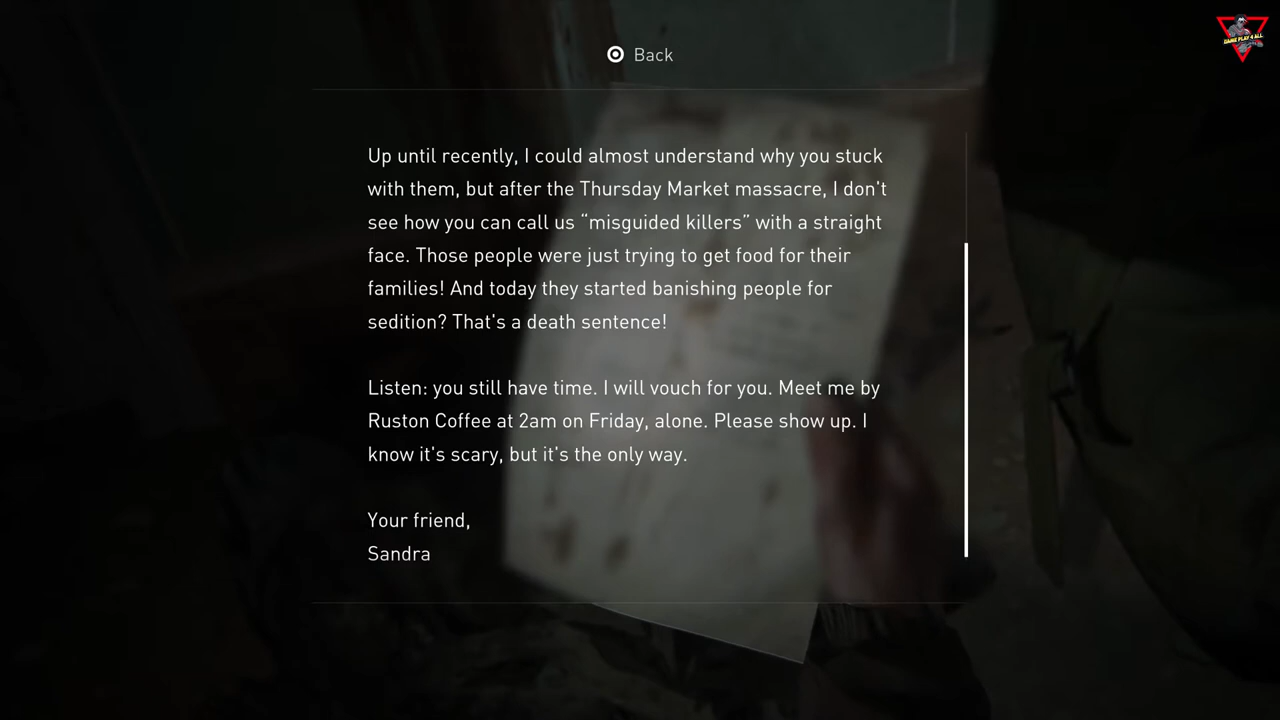 Back
GAME PLAY 4 ALL
Up until recently, I could almost understand why you stuck
with them, but after the Thursday Market massacre, I don't
see how you can call us “misguided killers” with a straight
face. Those people were just trying to get food for their
families! And today they started banishing people for
sedition? That's a death sentence!
Listen: you still have time. I will vouch for you. Meet me by
Ruston Coffee at 2am on Friday, alone. Please show up. I
know it's scary, but it's the only way.
Your friend,
Sandra